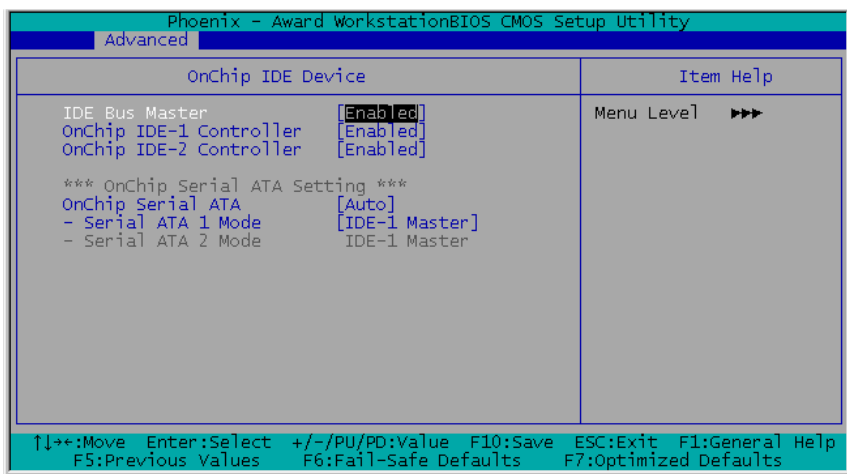 Phoenix - Award WorkstationBIOS CMOS Setup Utility
Advanced
OnChip IDE Device
Item Help
IDE Bus Master [Enabled]
Menu Level ▶▶▶
OnChip IDE-1 Controller [Enabled]
OnChip IDE-2 Controller [Enabled]
*** OnChip Serial ATA Setting ***
OnChip Serial ATA [Auto]
- Serial ATA 1 Mode [IDE-1 Master]
- Serial ATA 2 Mode IDE-1 Master
↑↓→←:Move Enter:Select +/-/PU/PD:Value F10:Save ESC:Exit F1:General Help
F5:Previous Values F6:Fail-Safe Defaults F7:Optimized Defaults